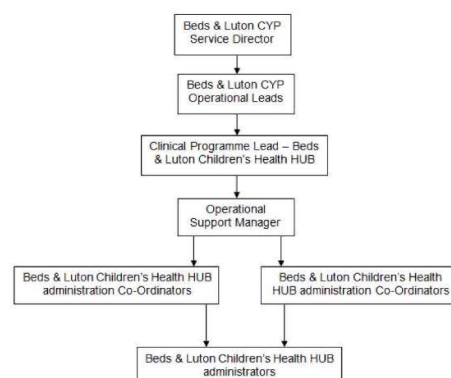 Beds & Luton CYP
Service Director
Beds & Luton CYP
Operational Leads
Clinical Programme Lead – Beds
& Luton Children's Health HUB
Operational
Support Manager
Beds & Luton Children's Health HUB
administration Co-Ordinators
Beds & Luton Children's Health
HUB administration Co-Ordinators
Beds & Luton Children's Health HUB
administrators